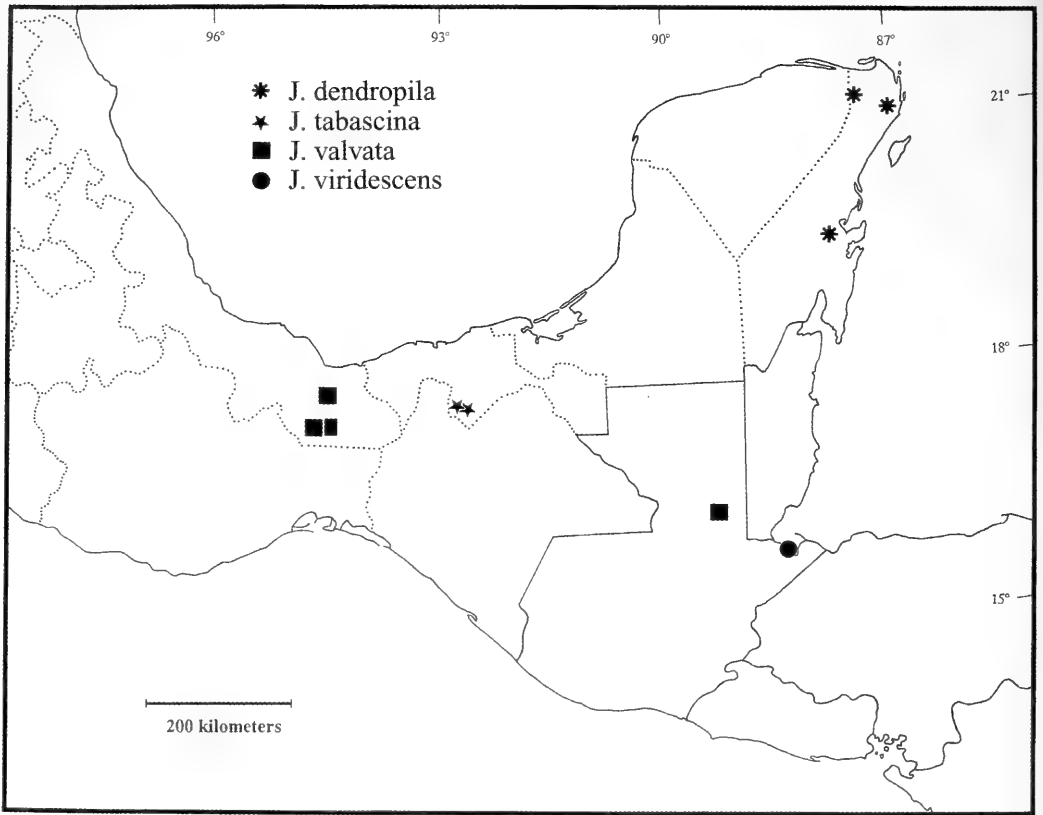 96° 93° 90° 87°
J. dendropila
J. tabascina
J. valvata
J. viridescens
21°
18°
15°
200 kilometers